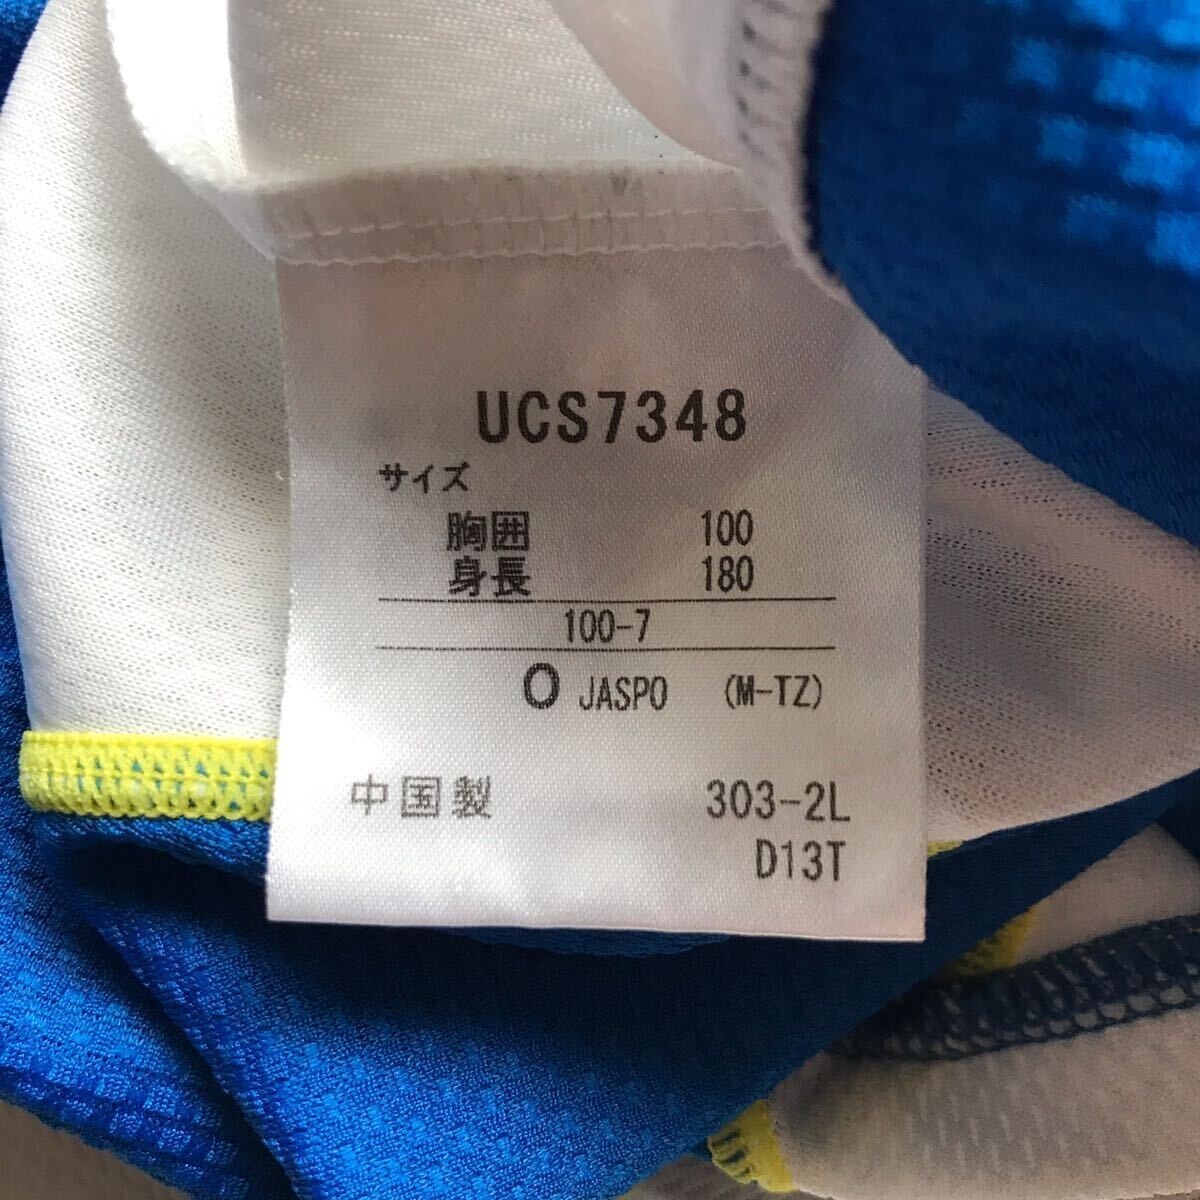 UCS7348
サイズ
胸囲 100
身長 180
100-7
O JASPO (M-TZ)
中国製 303-2L
D13T